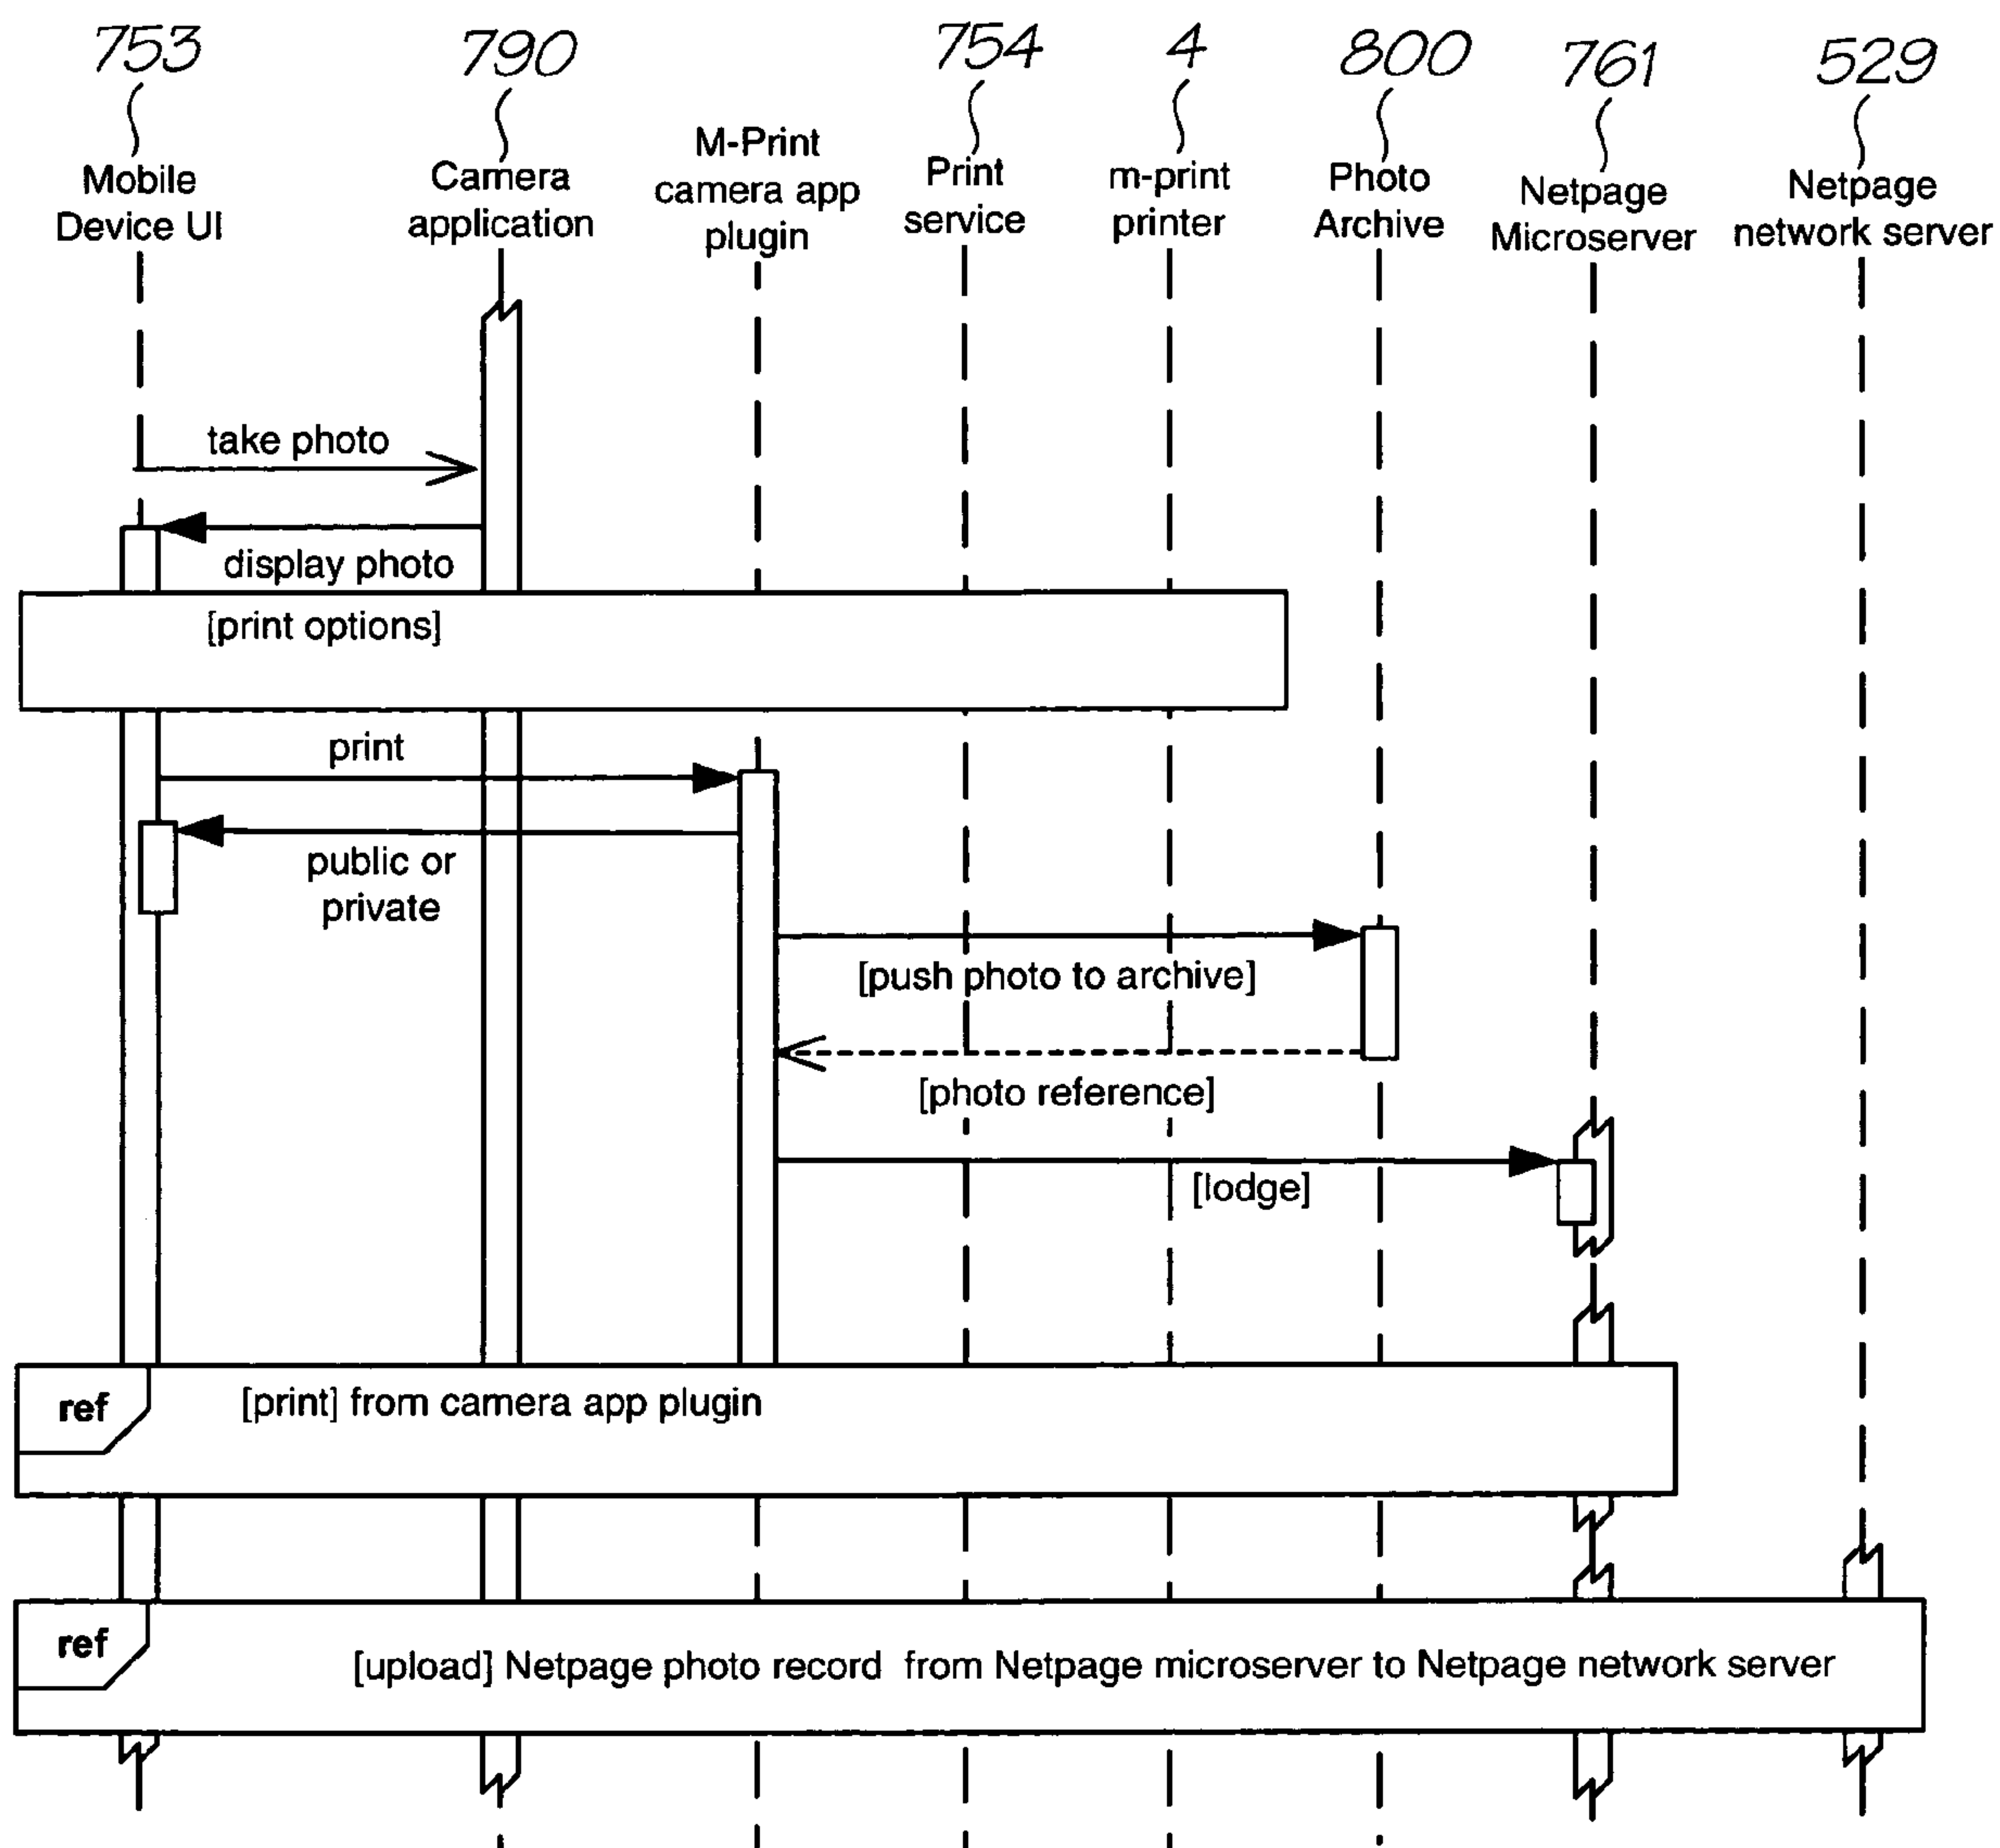 753
790
754
4
800
761
529
Mobile
Device UI
Camera
application
M-Print
camera app
plugin
Print
service
m-print
printer
Photo
Archive
Netpage
Microserver
Netpage
network server
take photo
display photo
[print options]
print
public or
private
[push photo to archive]
[photo reference]
[lodge]
ref
[print] from camera app plugin
ref
[upload] Netpage photo record from Netpage microserver to Netpage network server